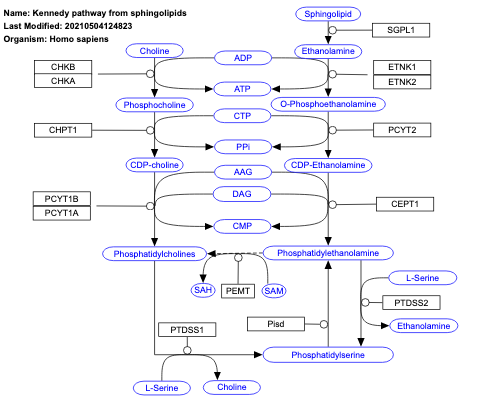 Name: Kennedy pathway from sphingolipids
Last Modified: 20210504124823
Organism: Homo sapiens
Sphingolipid
SGPL1
Choline
Ethanolamine
ADP
CHKB
CHKA
ETNK1
ETNK2
ATP
Phosphocholine
O-Phosphoethanolamine
CTP
CHPT1
PCYT2
PPi
CDP-choline
CDP-Ethanolamine
AAG
DAG
PCYT1B
PCYT1A
CEPT1
CMP
Phosphatidylcholines
Phosphatidylethanolamine
SAH
PEMT
SAM
L-Serine
PTDSS2
Ethanolamine
PTDSS1
Pisd
Phosphatidylserine
L-Serine
Choline